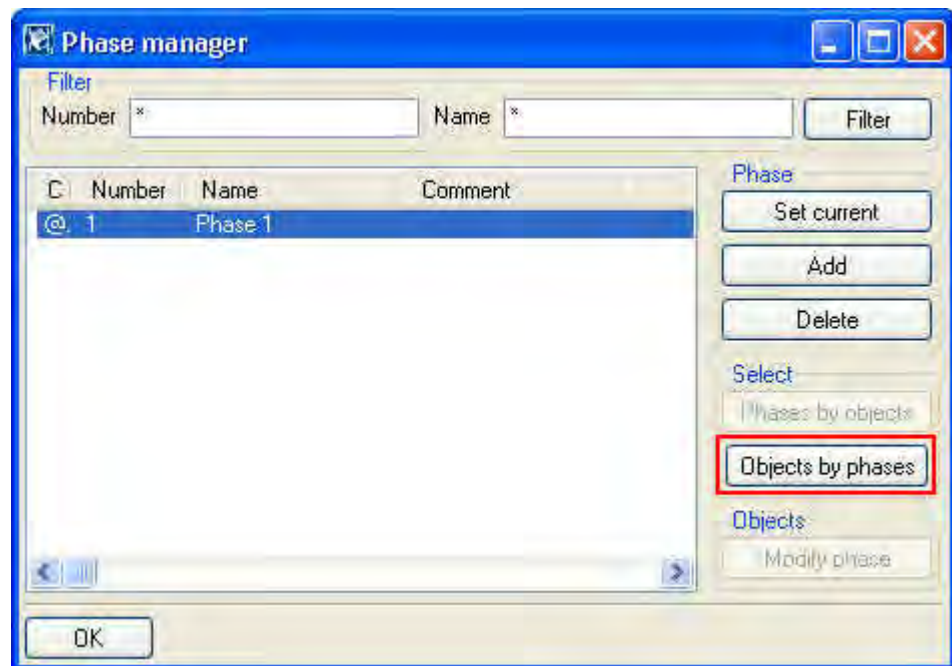 Phase manager
Filter
Number * Name * Filter
C Number Name Comment
@. 1 Phase 1
Phase
Set current
Add
Delete
Select
Phases by objects
Objects by phases
Objects
Modify phase
OK